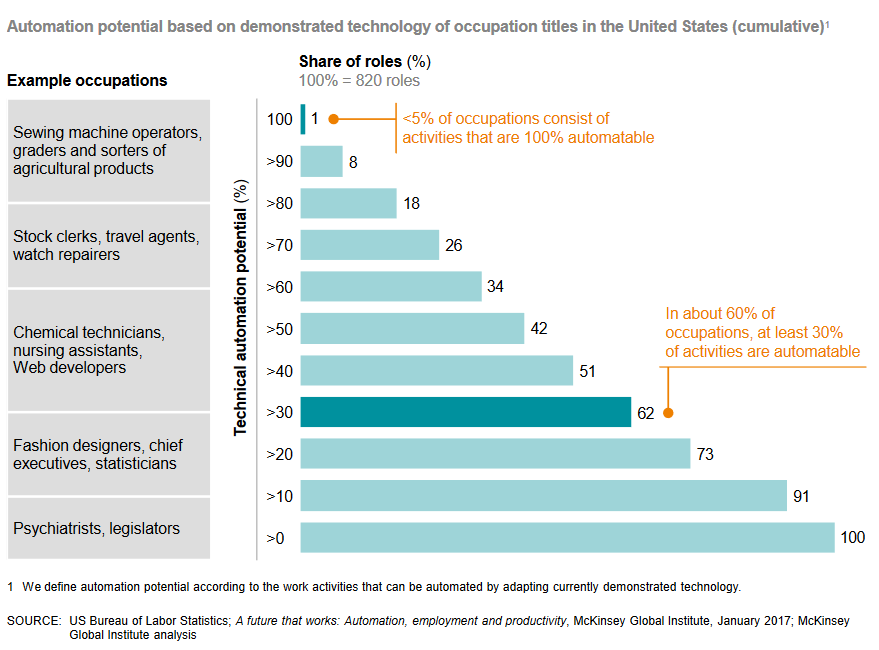 Automation potential based on demonstrated technology of occupation titles in the United States (cumulative)¹
Share of roles (%)
100% = 820 roles
Example occupations
Sewing machine operators,
graders and sorters of
agricultural products
Stock clerks, travel agents,
watch repairers
Chemical technicians,
nursing assistants,
Web developers
Fashion designers, chief
executives, statisticians
Psychiatrists, legislators
Technical automation potential (%)
100 1
<5% of occupations consist of
activities that are 100% automatable
>90 8
>80 18
>70 26
>60 34
>50 42
In about 60% of
occupations, at least 30%
of activities are automatable
>40 51
>30 62
>20 73
>10 91
>0 100
1 We define automation potential according to the work activities that can be automated by adapting currently demonstrated technology.
SOURCE: US Bureau of Labor Statistics; A future that works: Automation, employment and productivity, McKinsey Global Institute, January 2017; McKinsey
Global Institute analysis